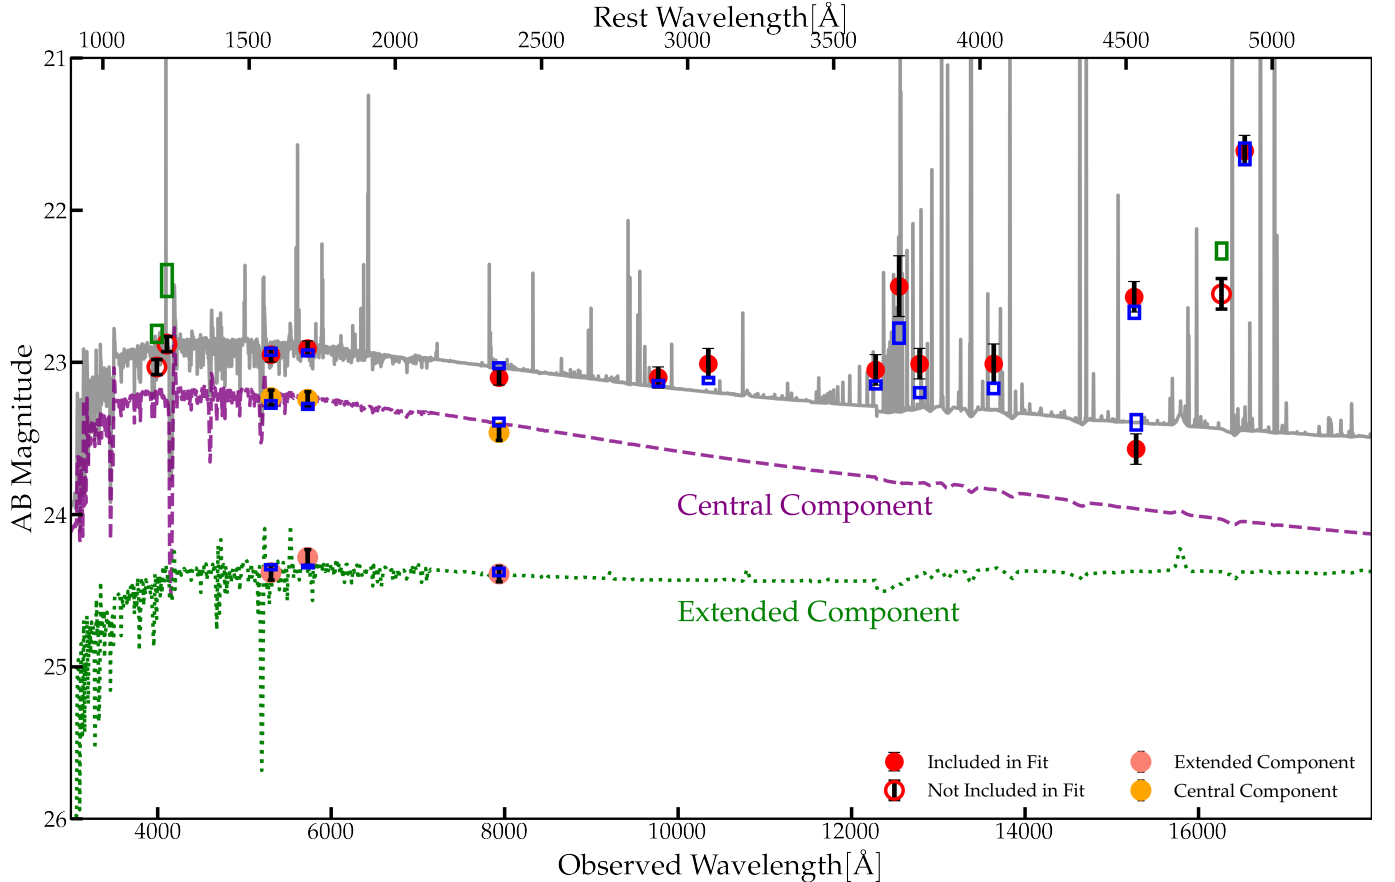 Rest Wavelength[Å]
1000 1500 2000 2500 3000 3500 4000 4500 5000
21
22
23
24
25
26
AB Magnitude
Central Component
Extended Component
Included in Fit
Not Included in Fit
Extended Component
Central Component
4000 6000 8000 10000 12000 14000 16000
Observed Wavelength[Å]